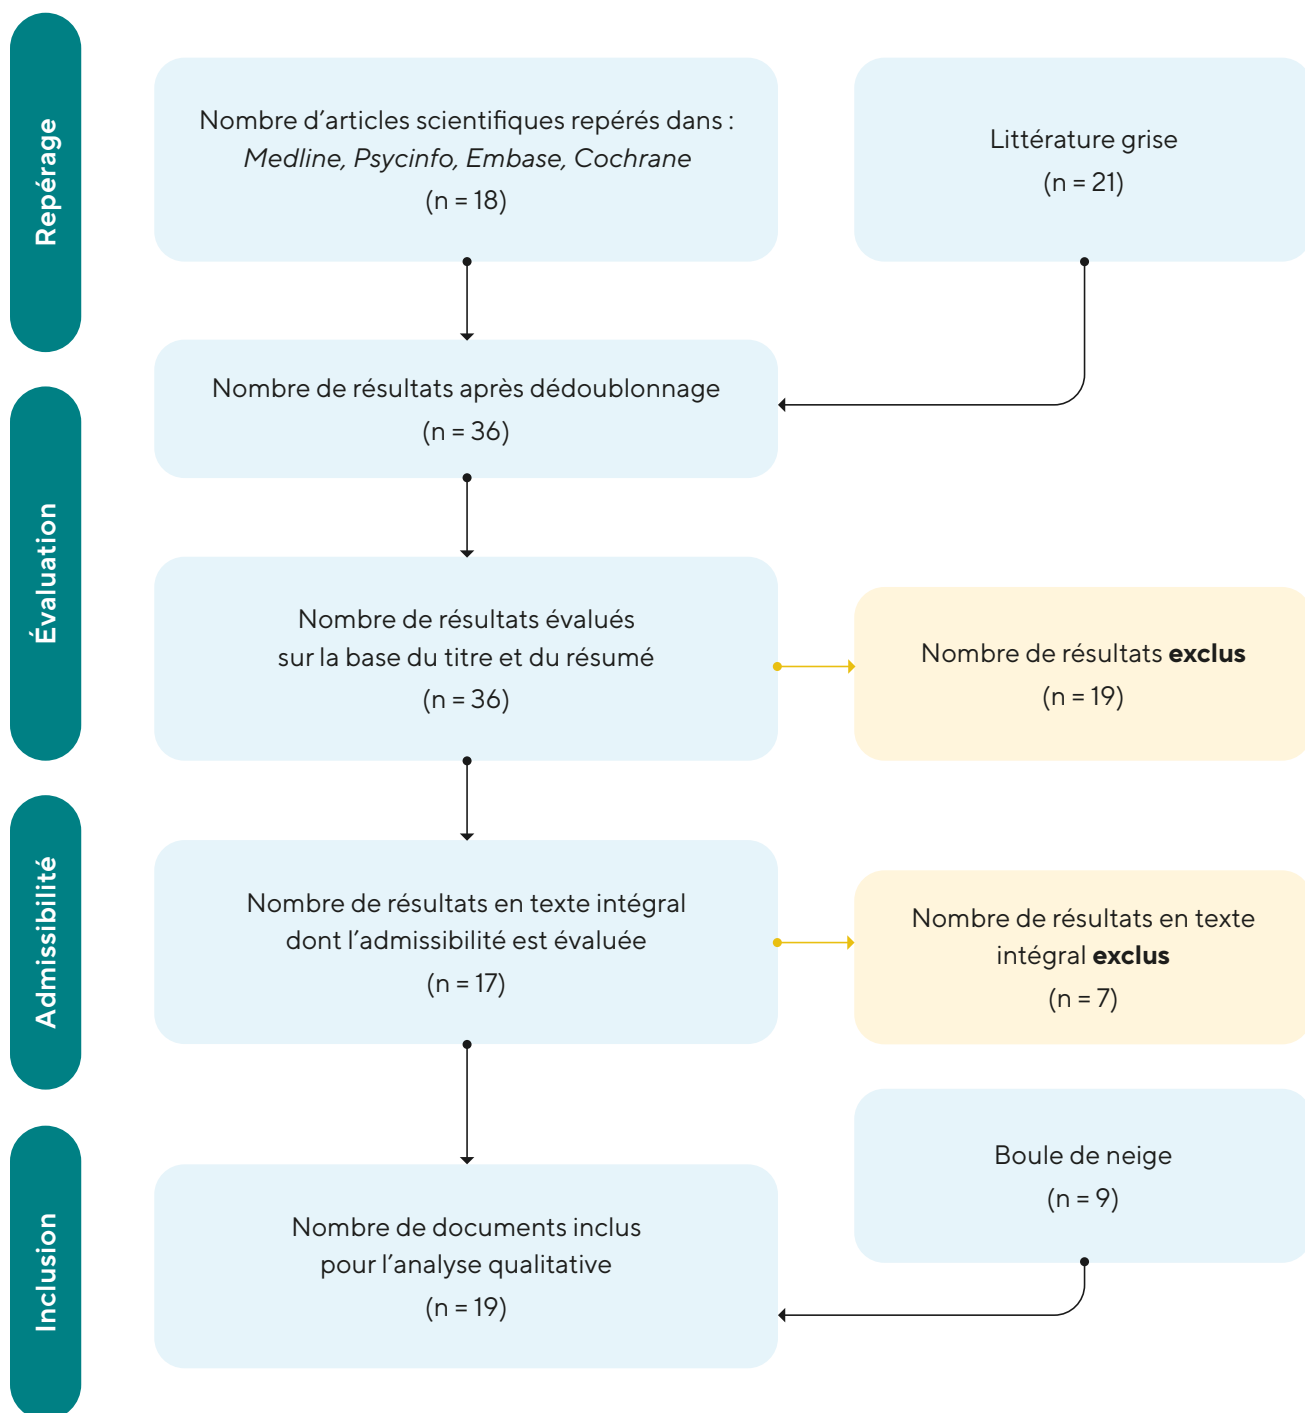 Repérage
Nombre d’articles scientifiques repérés dans :
Medline, Psycinfo, Embase, Cochrane
(n = 18)
Littérature grise
(n = 21)
Évaluation
Nombre de résultats après dédoublonnage
(n = 36)
Nombre de résultats évalués
sur la base du titre et du résumé
(n = 36)
Nombre de résultats exclus
(n = 19)
Admissibilité
Nombre de résultats en texte intégral
dont l’admissibilité est évaluée
(n = 17)
Nombre de résultats en texte
intégral exclus
(n = 7)
Inclusion
Boule de neige
(n = 9)
Nombre de documents inclus
pour l’analyse qualitative
(n = 19)